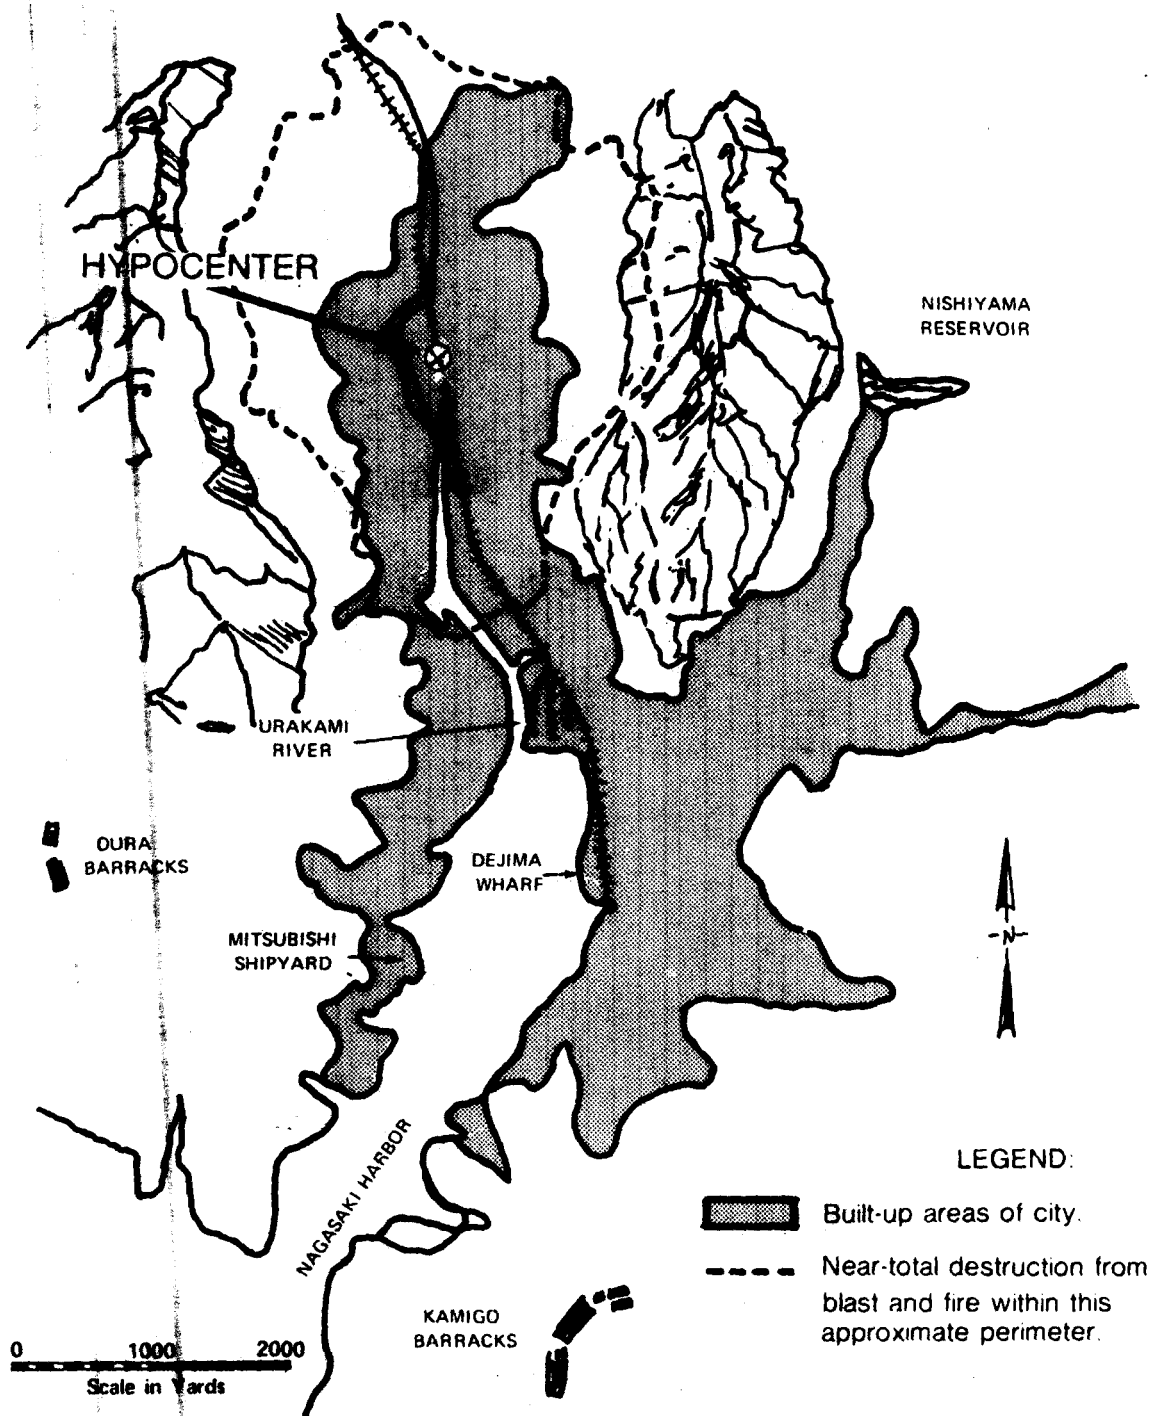 HYPOCENTER
NISHIYAMA
RESERVOIR
URAKAMI
RIVER
OURA
BARRACKS
DEJIMA
WHARF
MITSUBISHI
SHIPYARD
-N-
NAGASAKI HARBOR
LEGEND:
Built-up areas of city.
Near-total destruction from
blast and fire within this
approximate perimeter.
KAMIGO
BARRACKS
0 1000 2000
Scale in Yards